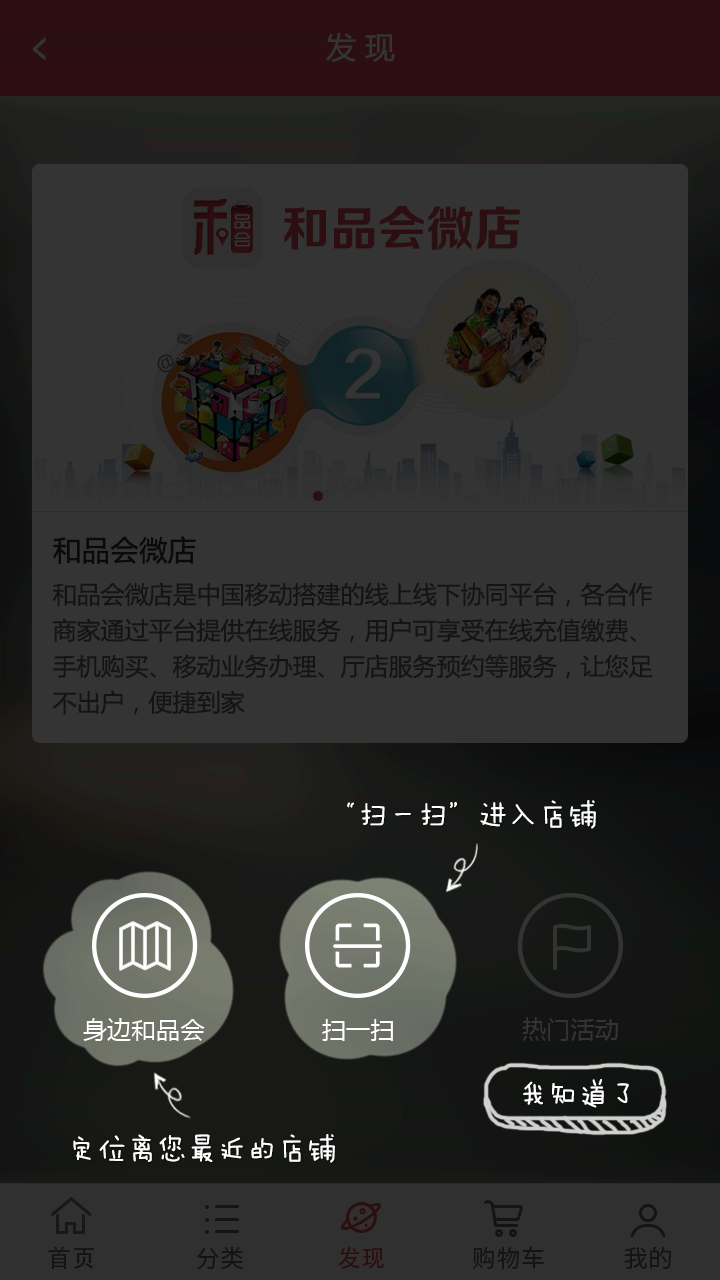 发现
和品会
和品会微店
2
和品会微店
和品会微店是中国移动搭建的线上线下协同平台，各合作
商家通过平台提供在线服务，用户可享受在线充值缴费、
手机购买、移动业务办理、厅店服务预约等服务，让您足
不出户，便捷到家
“扫一扫”进入店铺
身边和品会
扫一扫
热门活动
我知道了
定位离您最近的店铺
首页
分类
发现
购物车
我的